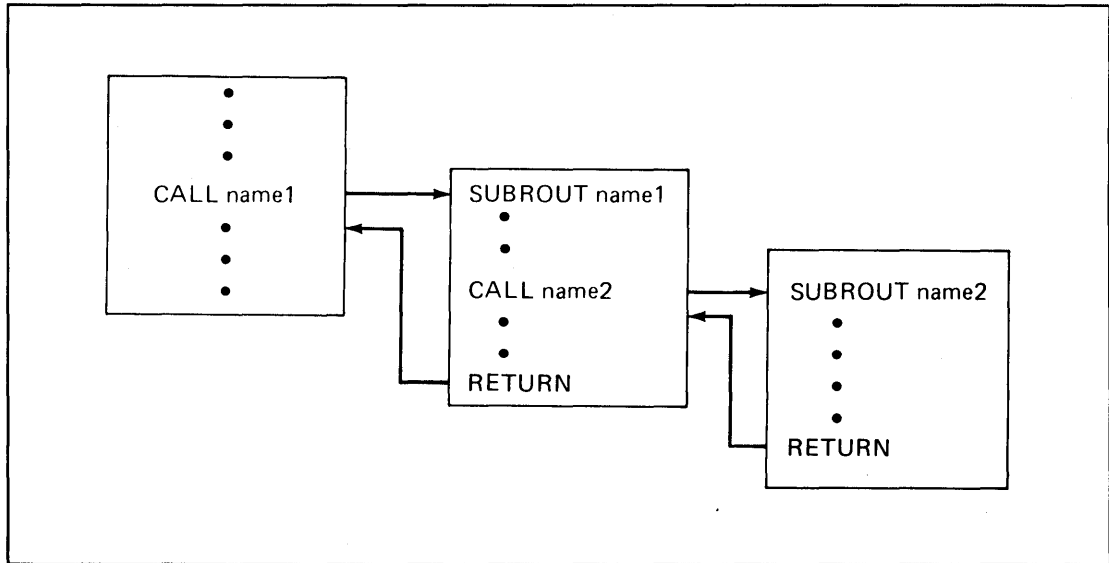 CALL name1
SUBROUT name1
CALL name2
RETURN
SUBROUT name2
RETURN